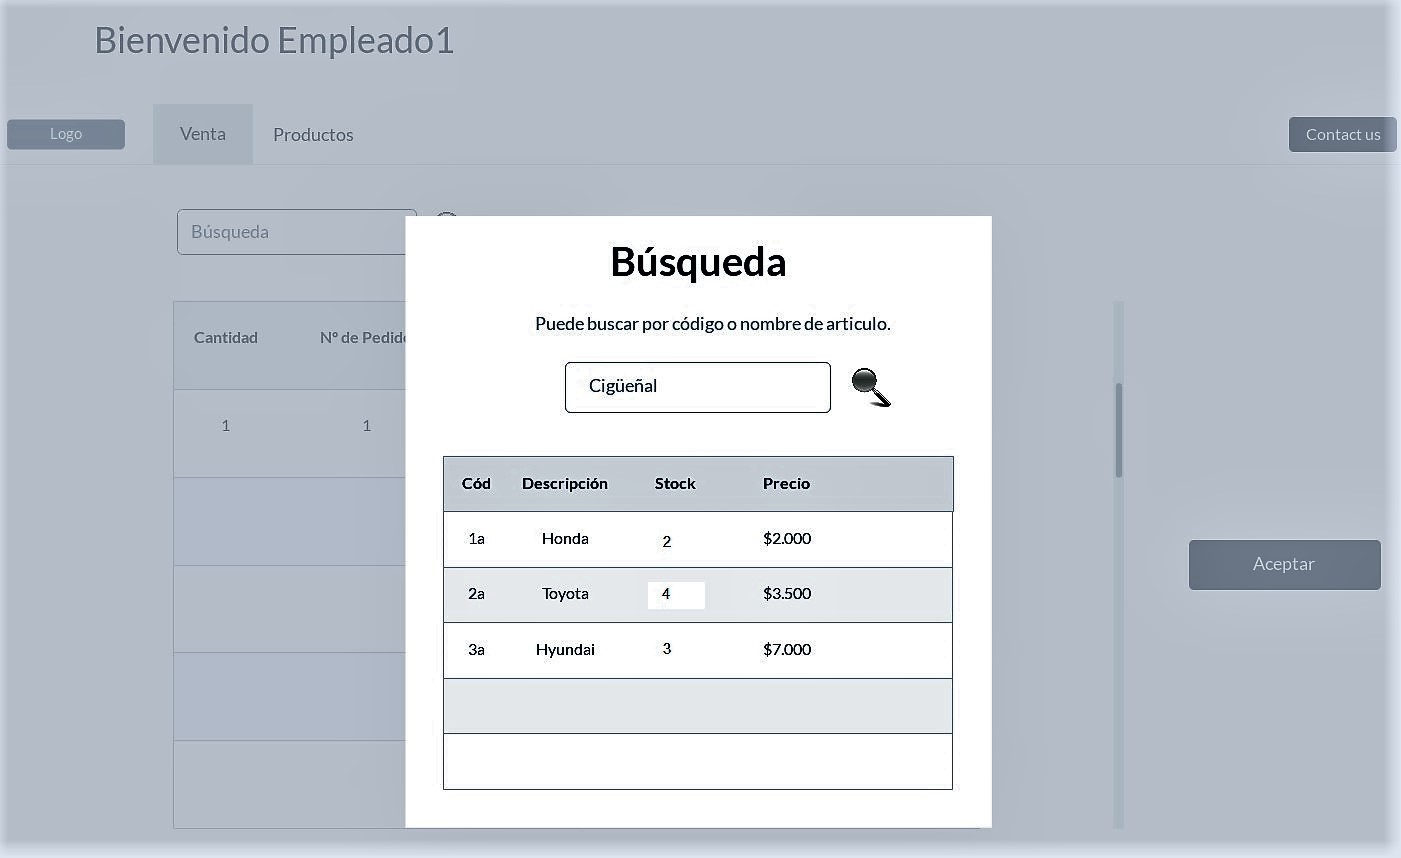 Bienvenido Empleado1
Logo
Venta
Productos
Contact us
Búsqueda
Cantidad
Nº de Pedido
1
1
Aceptar
Búsqueda
Puede buscar por código o nombre de articulo.
Cigüeñal
Cód Descripción Stock Precio
1a Honda 2 $2.000
2a Toyota 4 $3.500
3a Hyundai 3 $7.000